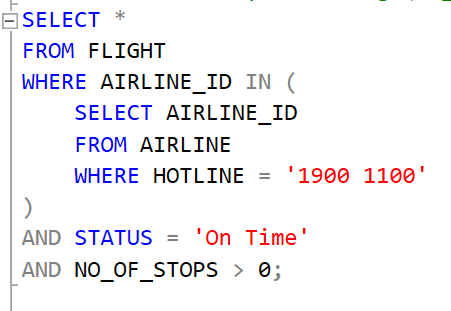 SELECT *
FROM FLIGHT
WHERE AIRLINE_ID IN (
    SELECT AIRLINE_ID
    FROM AIRLINE
    WHERE HOTLINE = '1900 1100'
)
AND STATUS = 'On Time'
AND NO_OF_STOPS > 0;